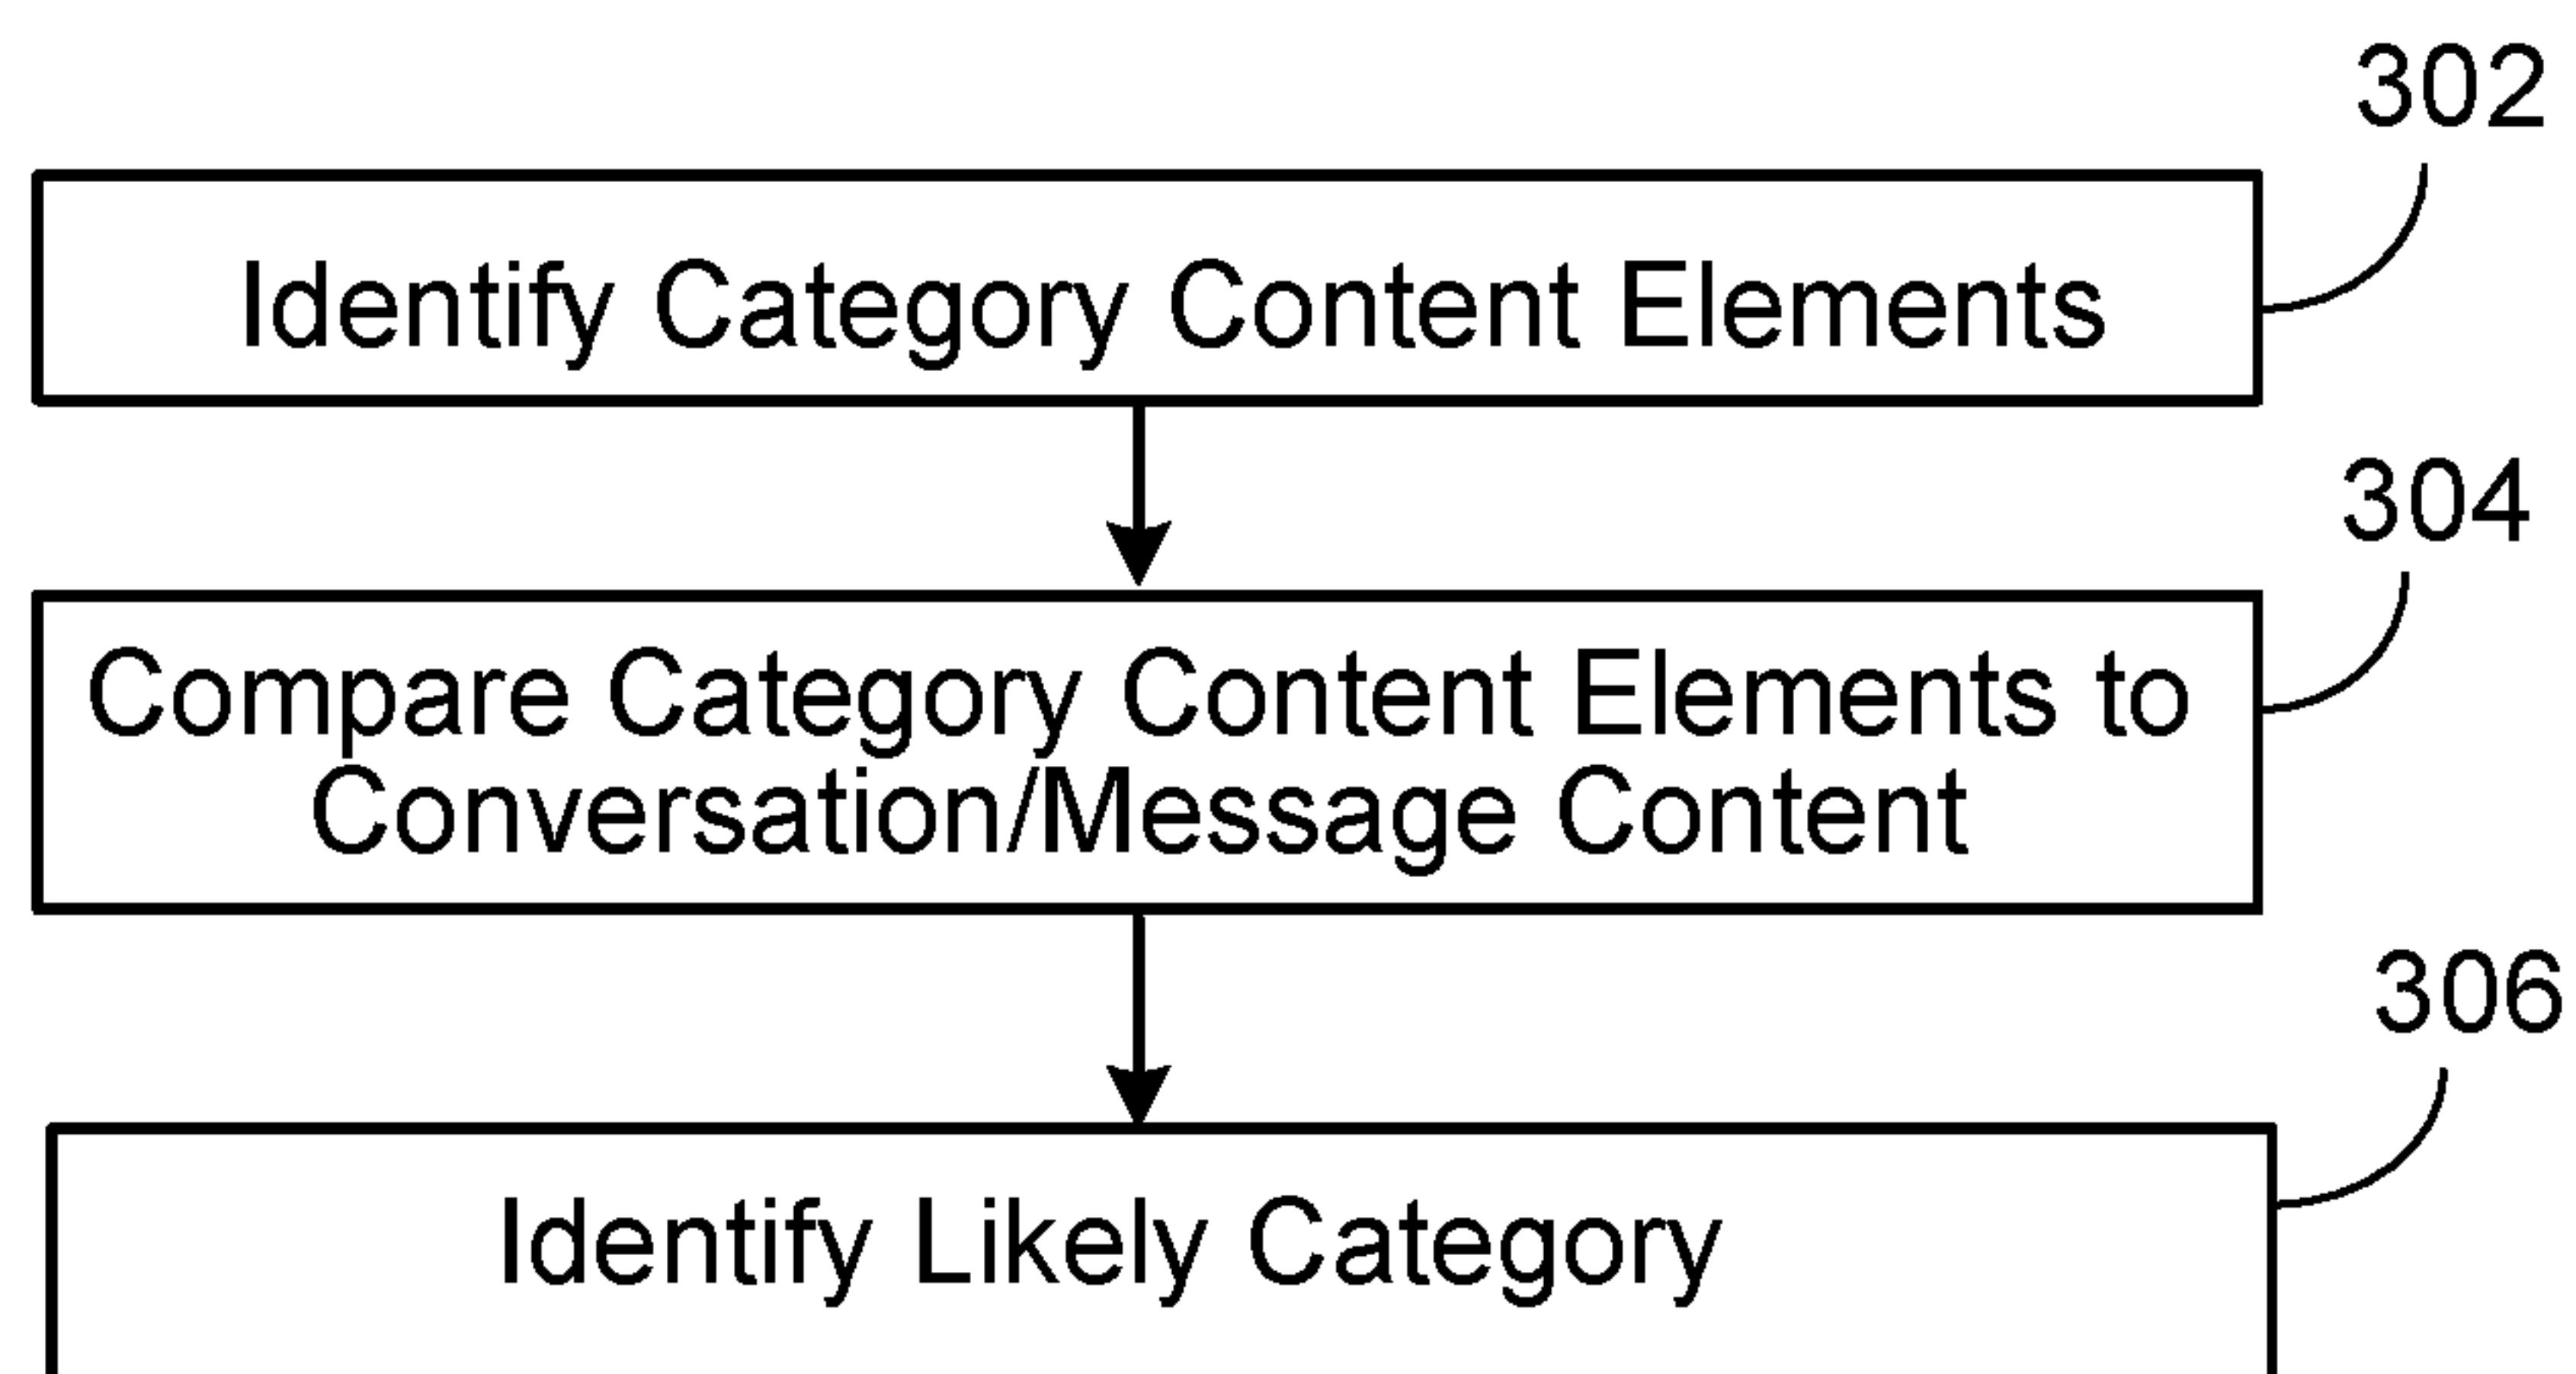 302
Identify Category Content Elements
304
Compare Category Content Elements to
Conversation/Message Content
306
Identify Likely Category